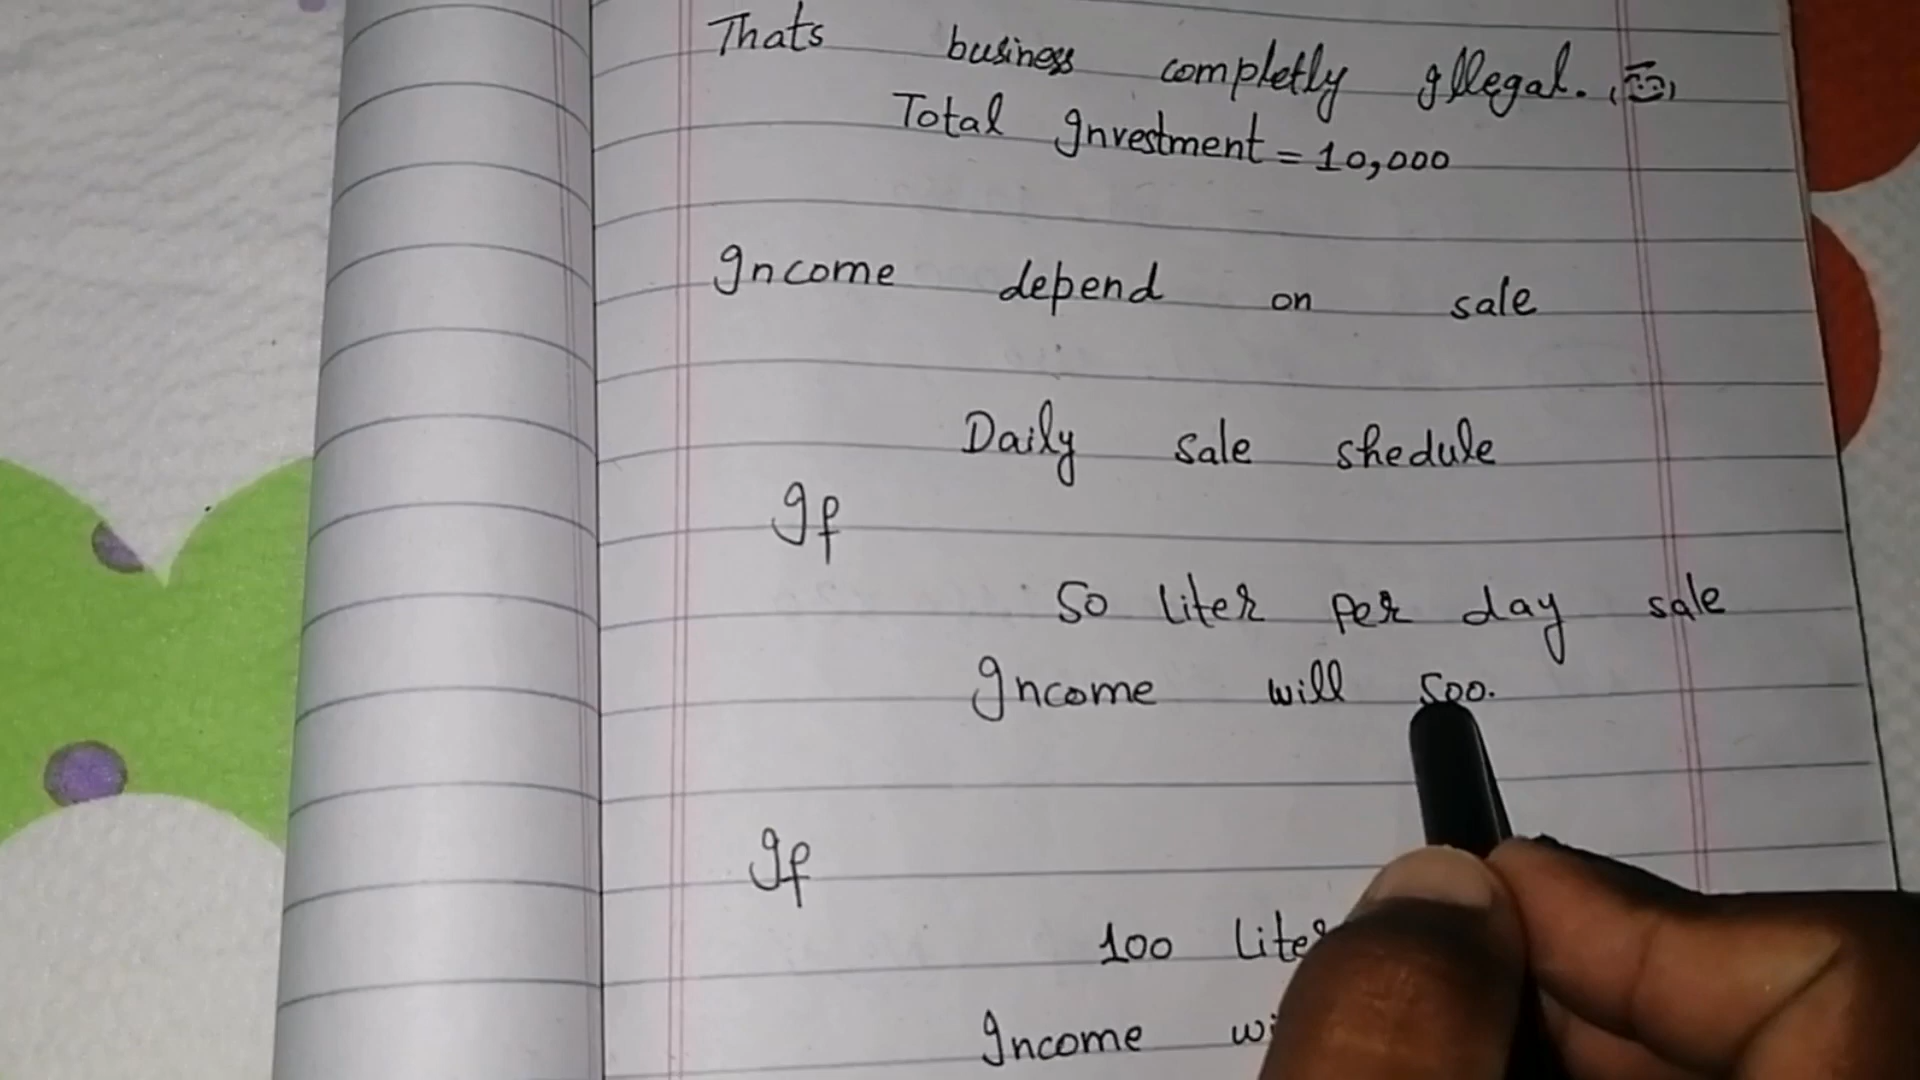 Thats business completly Illegal.
Total Investment = 10,000
Income depend on sale
Daily sale shedule
If
50 liter per day sale
Income will 500.
If
100 Liter
Income